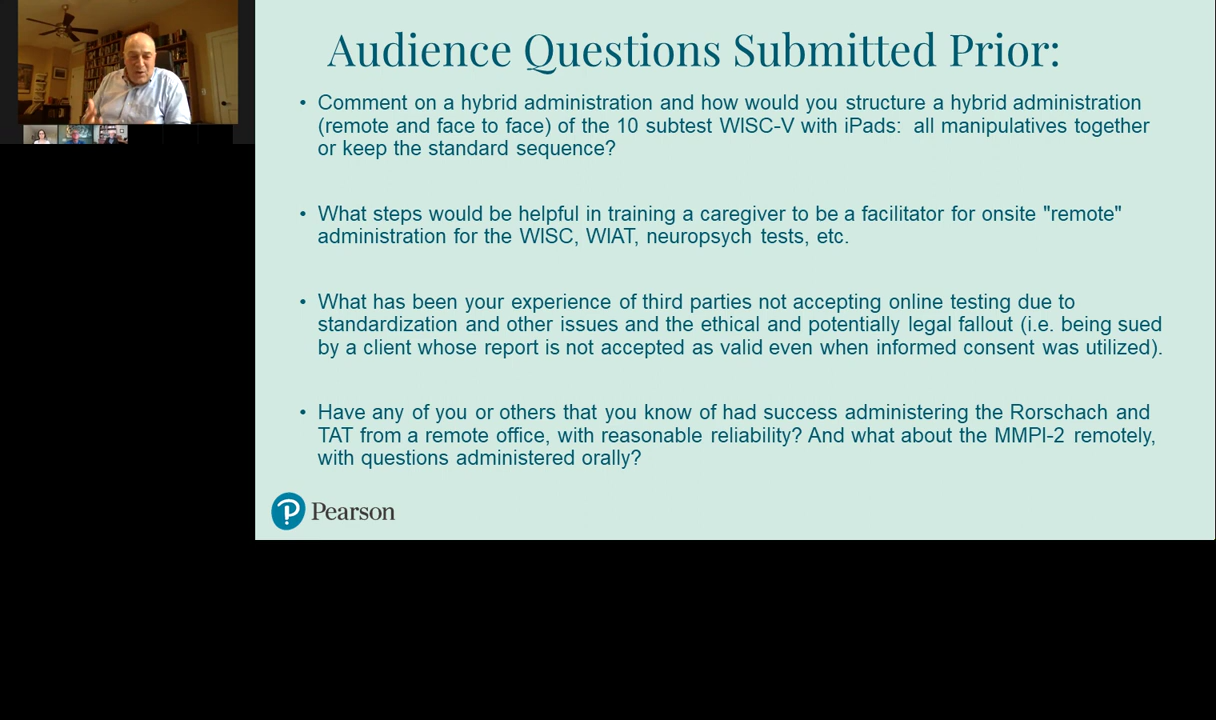 Audience Questions Submitted Prior:
• Comment on a hybrid administration and how would you structure a hybrid administration
(remote and face to face) of the 10 subtest WISC-V with iPads:  all manipulatives together
or keep the standard sequence?
• What steps would be helpful in training a caregiver to be a facilitator for onsite "remote"
administration for the WISC, WIAT, neuropsych tests, etc.
• What has been your experience of third parties not accepting online testing due to
standardization and other issues and the ethical and potentially legal fallout (i.e. being sued
by a client whose report is not accepted as valid even when informed consent was utilized).
• Have any of you or others that you know of had success administering the Rorschach and
TAT from a remote office, with reasonable reliability? And what about the MMPI-2 remotely,
with questions administered orally?
Pearson